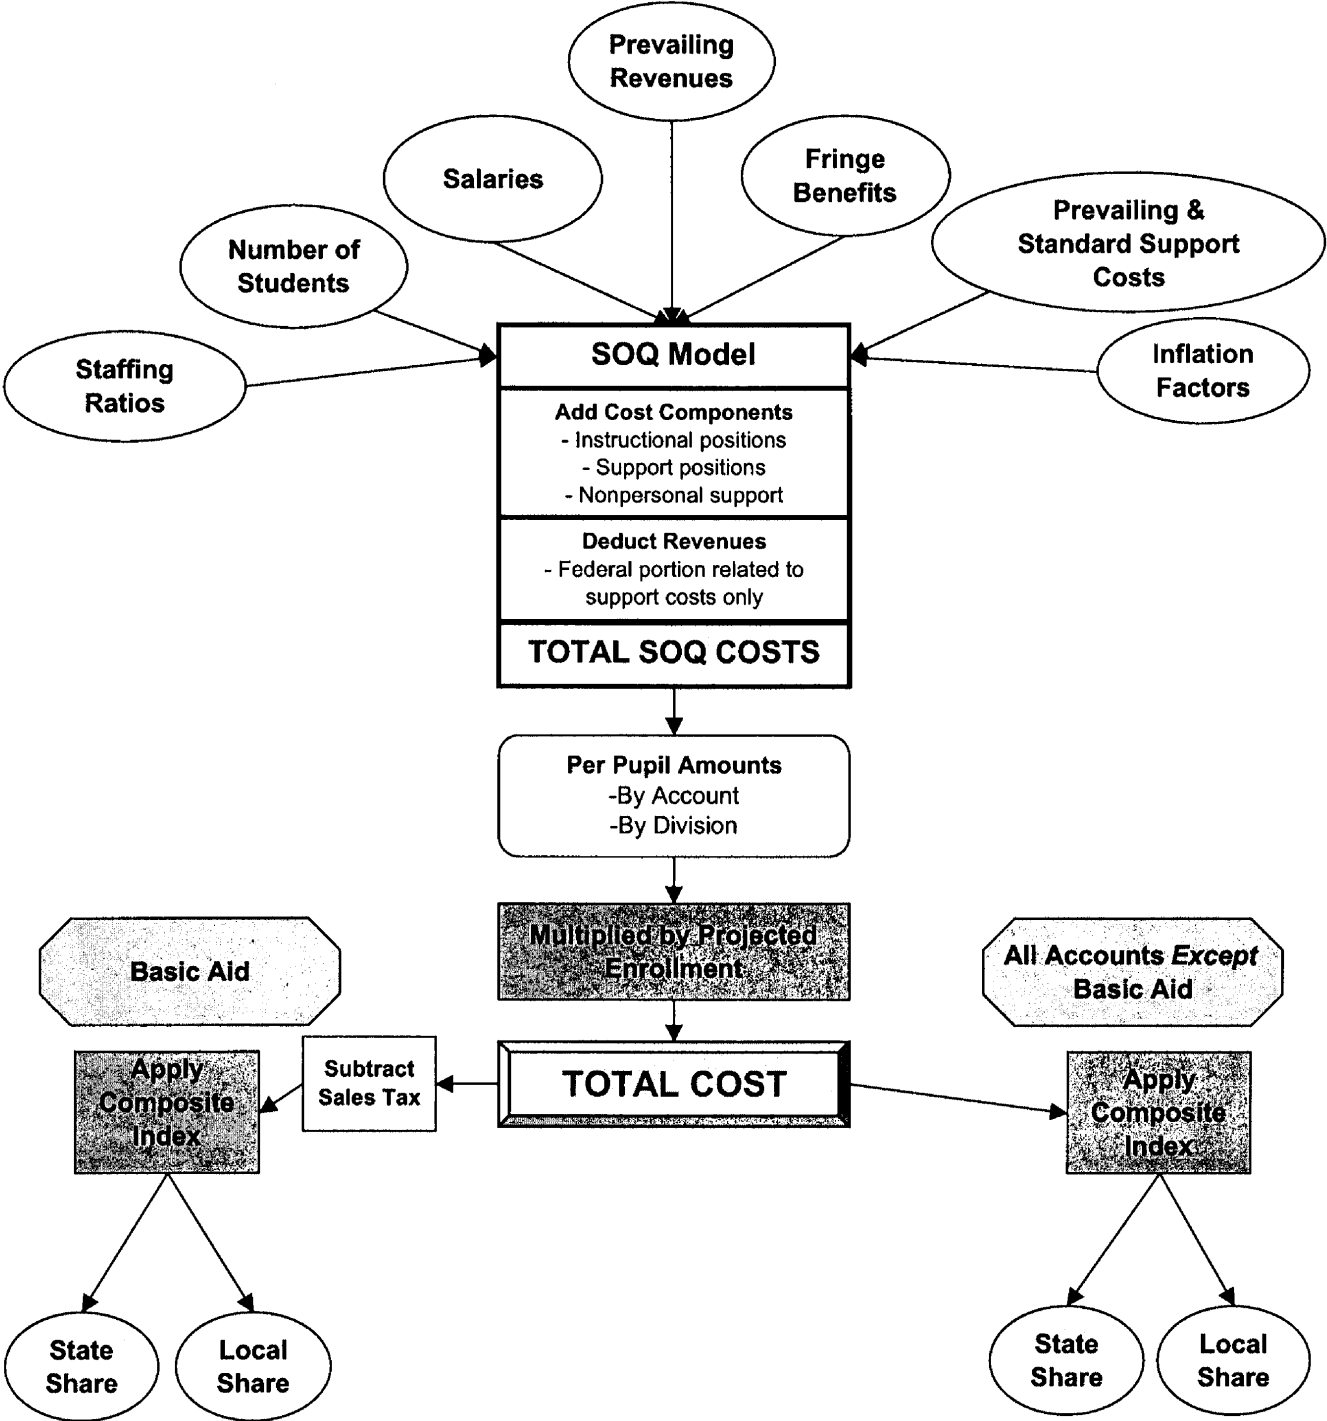 Prevailing
Revenues
Salaries
Fringe
Benefits
Number of
Students
Prevailing &
Standard Support
Costs
Staffing
Ratios
Inflation
Factors
SOQ Model
Add Cost Components
- Instructional positions
- Support positions
- Nonpersonal support
Deduct Revenues
- Federal portion related to
support costs only
TOTAL SOQ COSTS
Per Pupil Amounts
-By Account
-By Division
Multiplied by Projected
Enrollment
Basic Aid
All Accounts Except
Basic Aid
Apply
Composite
Index
Subtract
Sales Tax
TOTAL COST
Apply
Composite
Index
State
Share
Local
Share
State
Share
Local
Share